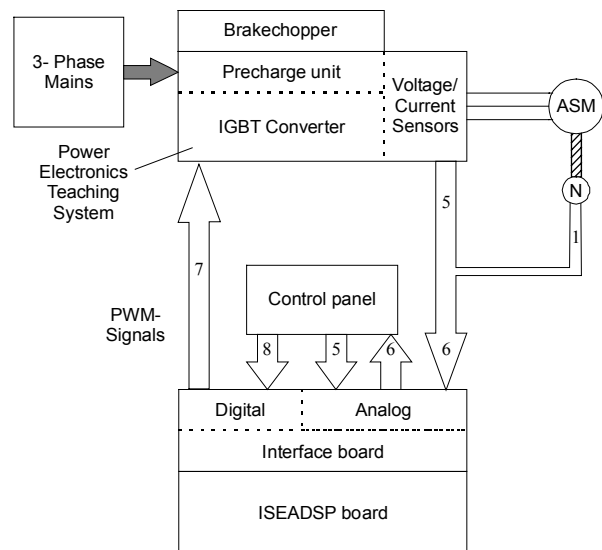 Brakechopper
3- Phase
Mains
Precharge unit
Voltage/
Current
Sensors
ASM
IGBT Converter
Power
Electronics
Teaching
System
N
5
1
7
Control panel
PWM-
Signals
8
5
6
6
Digital
Analog
Interface board
ISEADSP board